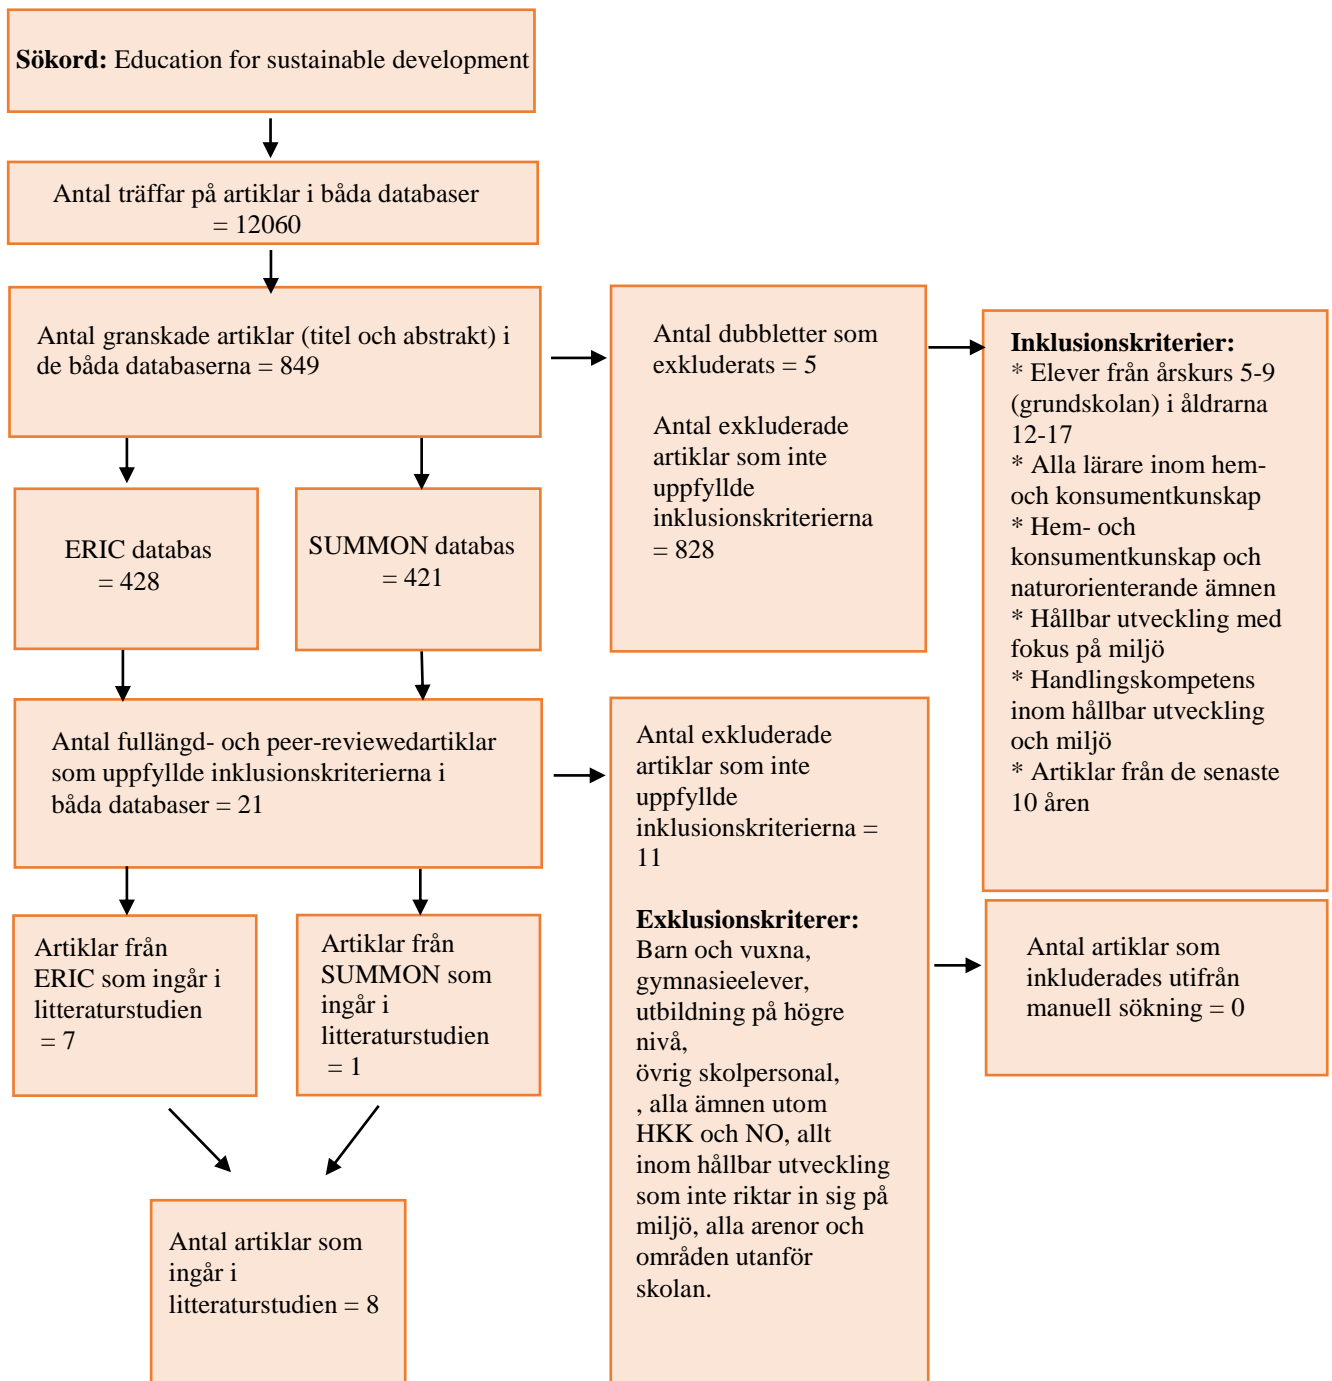 Sökord: Education for sustainable development
Antal träffar på artiklar i båda databaser
= 12060
Antal granskade artiklar (titel och abstrakt) i
de båda databaserna = 849
Antal dubbletter som
exkluderats = 5
Antal exkluderade
artiklar som inte
uppfyllde
inklusionskriterierna
= 828
Inklusionskriterier:
* Elever från årskurs 5-9
(grundskolan) i åldrarna
12-17
* Alla lärare inom hem-
och konsumentkunskap
* Hem- och
konsumentkunskap och
naturorienterande ämnen
* Hållbar utveckling med
fokus på miljö
* Handlingskompetens
inom hållbar utveckling
och miljö
* Artiklar från de senaste
10 åren
ERIC databas
= 428
SUMMON databas
= 421
Antal fullängd- och peer-reviewedartiklar
som uppfyllde inklusionskriterierna i
båda databaser = 21
Antal exkluderade
artiklar som inte
uppfyllde
inklusionskriterierna =
11
Exklusionskriterer:
Barn och vuxna,
gymnasieelever,
utbildning på högre
nivå,
övrig skolpersonal,
, alla ämnen utom
HKK och NO, allt
inom hållbar utveckling
som inte riktar in sig på
miljö, alla arenor och
områden utanför
skolan.
Antal artiklar som
inkluderades utifrån
manuell sökning = 0
Artiklar från
ERIC som ingår i
litteraturstudien
= 7
Artiklar från
SUMMON som
ingår i
litteraturstudien
= 1
Antal artiklar som
ingår i
litteraturstudien = 8